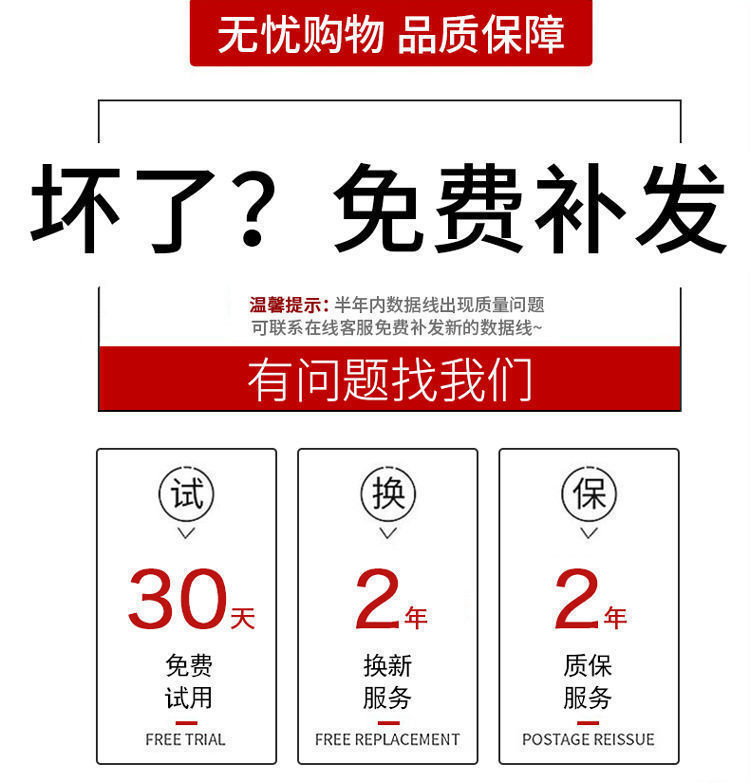 无忧购物 品质保障
坏了？免费补发
温馨提示：半年内数据线出现质量问题
可联系在线客服免费补发新的数据线~
有问题找我们
试
30天
免费
试用
FREE TRIAL
换
2年
换新
服务
FREE REPLACEMENT
保
2年
质保
服务
POSTAGE REISSUE